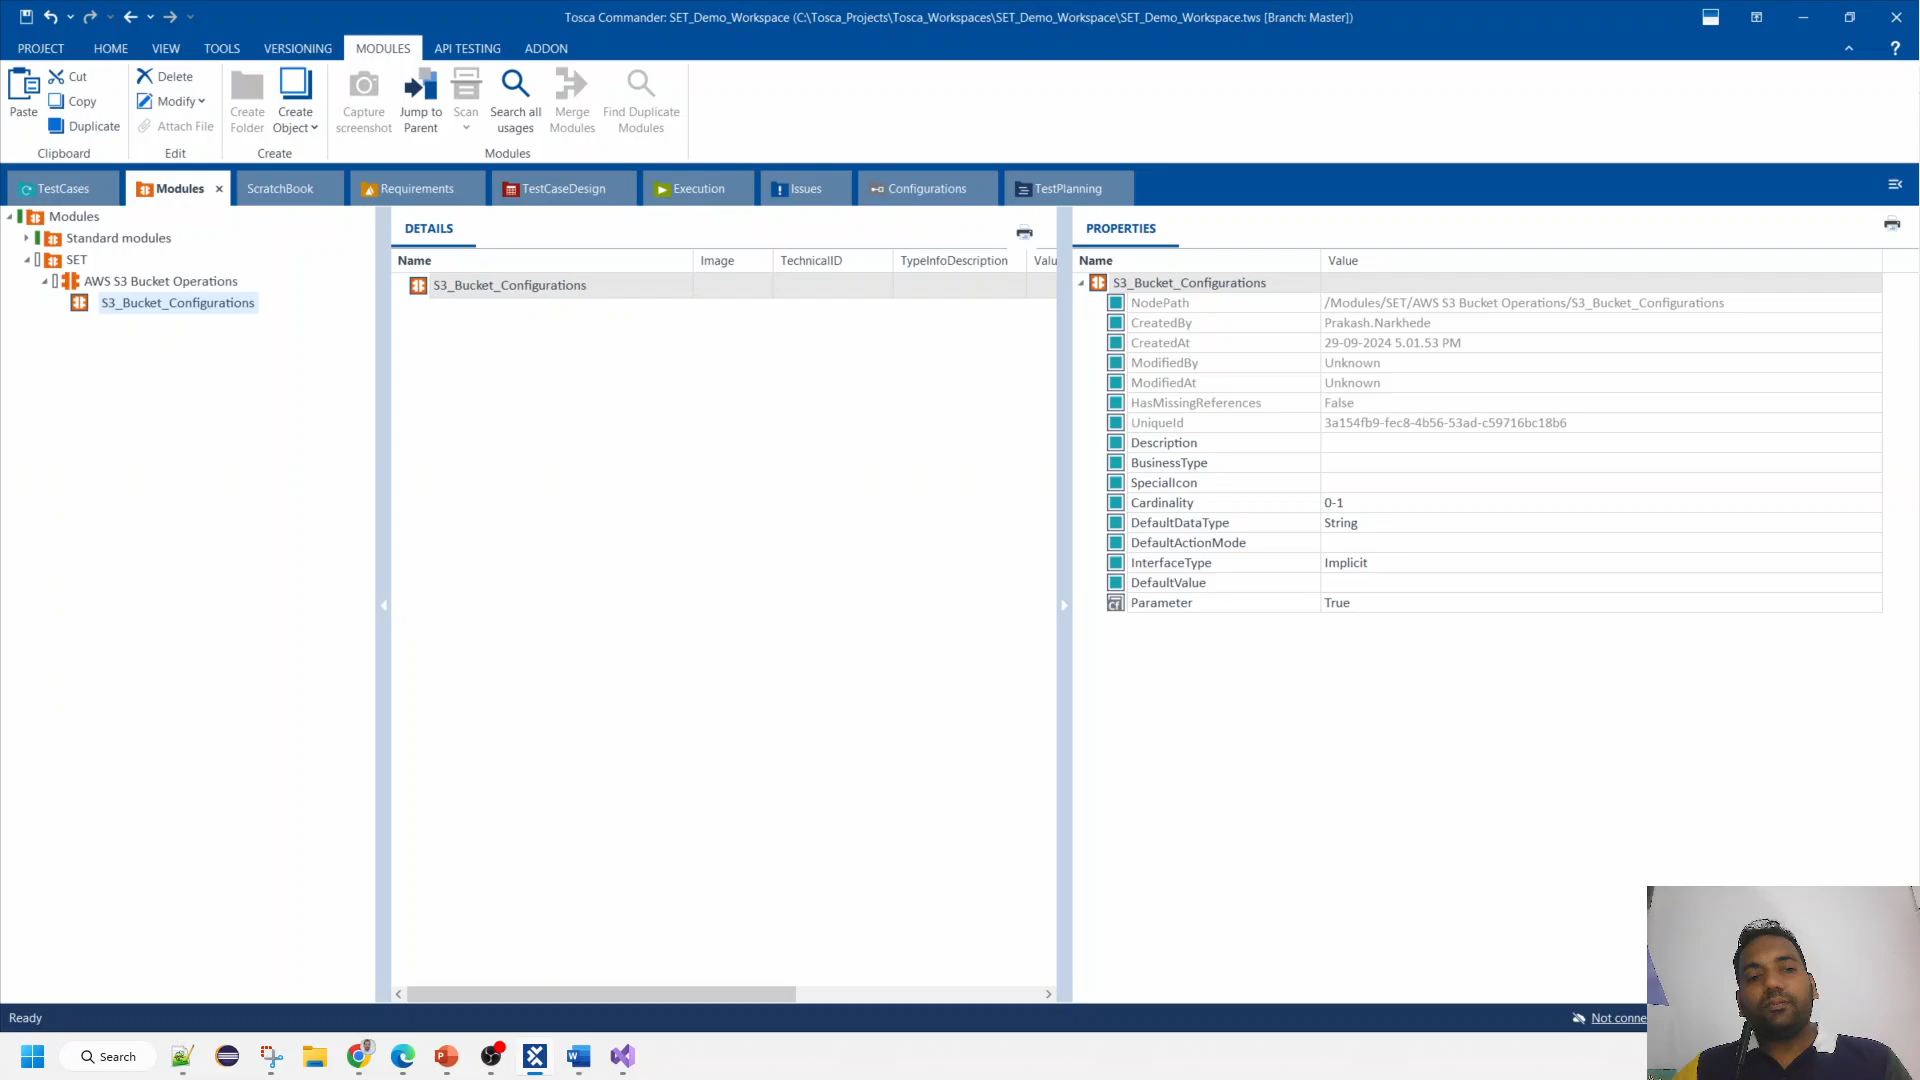 Tosca Commander: SET_Demo_Workspace (C:\Tosca_Projects\Tosca_Workspaces\SET_Demo_Workspace\SET_Demo_Workspace.tws [Branch: Master])
PROJECT HOME VIEW TOOLS VERSIONING MODULES API TESTING ADDON
Paste Cut Copy Duplicate
Clipboard
Delete Modify Attach File
Edit
Create Folder Create Object
Create
Capture screenshot Jump to Parent Scan Search all usages Merge Modules Find Duplicate Modules
Modules
TestCases Modules ScratchBook Requirements TestCaseDesign Execution Issues Configurations TestPlanning
Modules
Standard modules
SET
AWS S3 Bucket Operations
S3_Bucket_Configurations
DETAILS
Name Image TechnicalID TypeInfoDescription Valu
S3_Bucket_Configurations
PROPERTIES
Name Value
S3_Bucket_Configurations
NodePath /Modules/SET/AWS S3 Bucket Operations/S3_Bucket_Configurations
CreatedBy Prakash.Narkhede
CreatedAt 29-09-2024 5.01.53 PM
ModifiedBy Unknown
ModifiedAt Unknown
HasMissingReferences False
UniqueId 3a154fb9-fec8-4b56-53ad-c59716bc18b6
Description
BusinessType
SpecialIcon
Cardinality 0-1
DefaultDataType String
DefaultActionMode
InterfaceType Implicit
DefaultValue
Parameter True
Ready
Not conne
Search